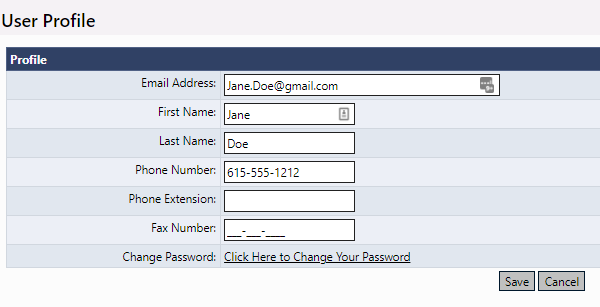 User Profile
Profile
Email Address: Jane.Doe@gmail.com
First Name: Jane
Last Name: Doe
Phone Number: 615-555-1212
Phone Extension:
Fax Number: ___-___-____
Change Password: Click Here to Change Your Password
Save Cancel